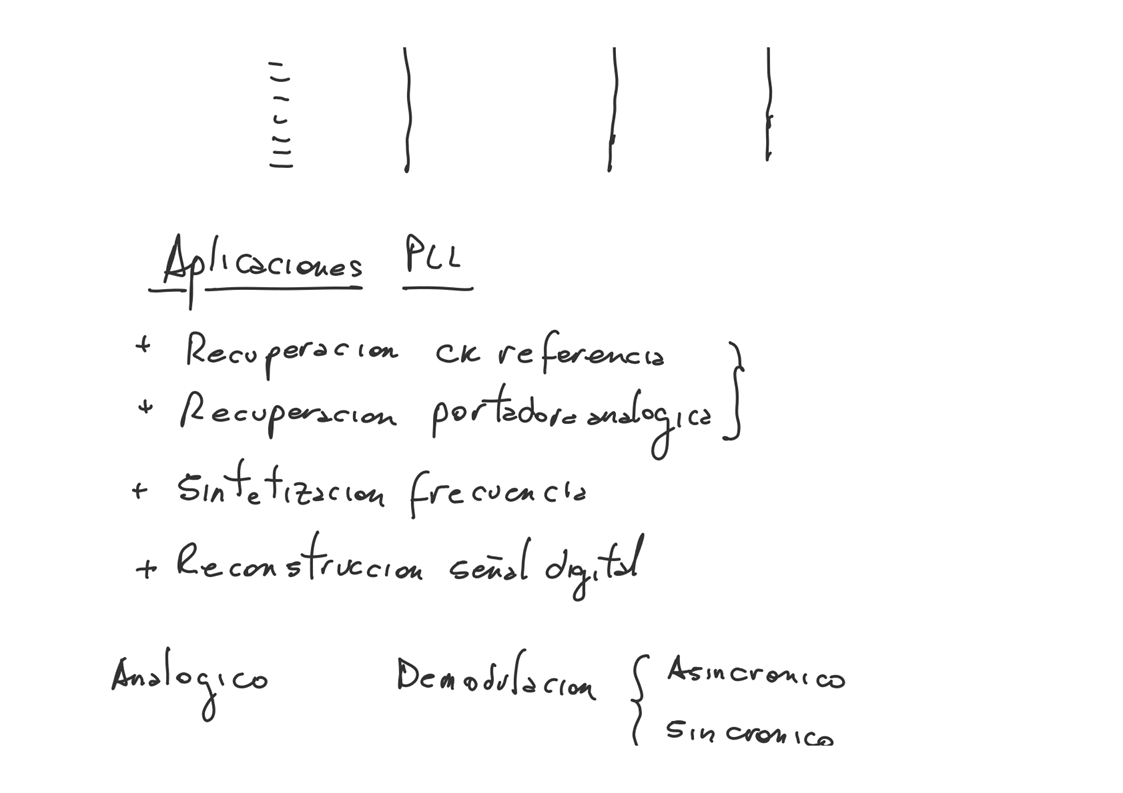 Aplicaciones PLL
+ Recuperacion CK referencia
+ Recuperacion portadora analogica
+ Sintetizacion frecuencia
+ Reconstruccion señal digital
Analogico Demodulacion { Asincronico
Sincronico